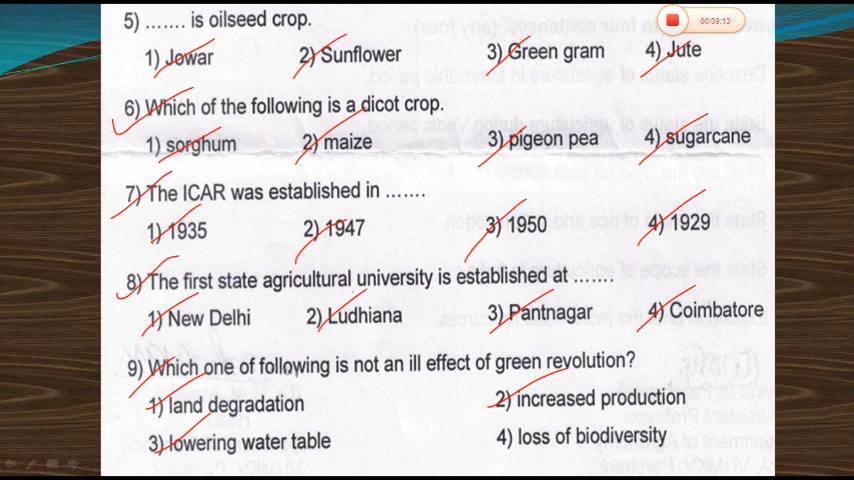 5) ....... is oilseed crop.
1) Jowar 2) Sunflower 3) Green gram 4) Jute
00:09:13
6) Which of the following is a dicot crop.
1) sorghum 2) maize 3) pigeon pea 4) sugarcane
7) The ICAR was established in .......
1) 1935 2) 1947 3) 1950 4) 1929
8) The first state agricultural university is established at .......
1) New Delhi 2) Ludhiana 3) Pantnagar 4) Coimbatore
9) Which one of following is not an ill effect of green revolution?
1) land degradation 2) increased production
3) lowering water table 4) loss of biodiversity